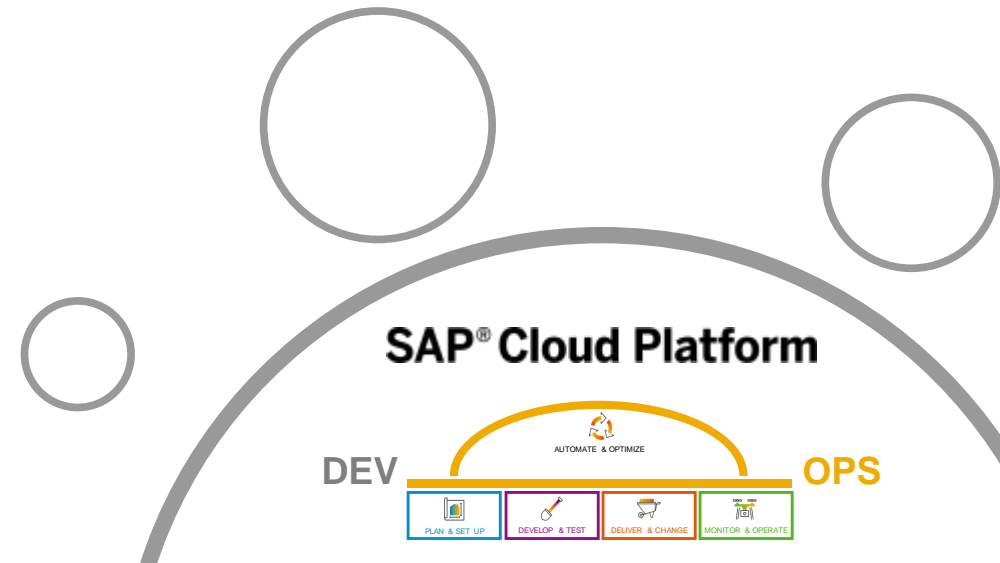 SAP® Cloud Platform
AUTOMATE & OPTIMIZE
DEV
OPS
PLAN & SET UP
DEVELOP & TEST
DELIVER & CHANGE
MONITOR & OPERATE